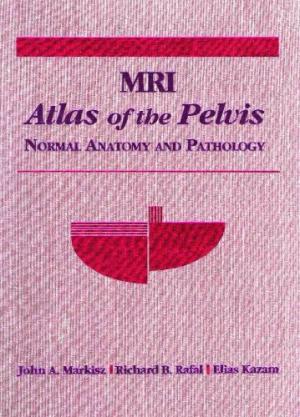 MRI
Atlas of the Pelvis
NORMAL ANATOMY AND PATHOLOGY
John A. Markisz | Richard B. Rafal | Elias Kazam